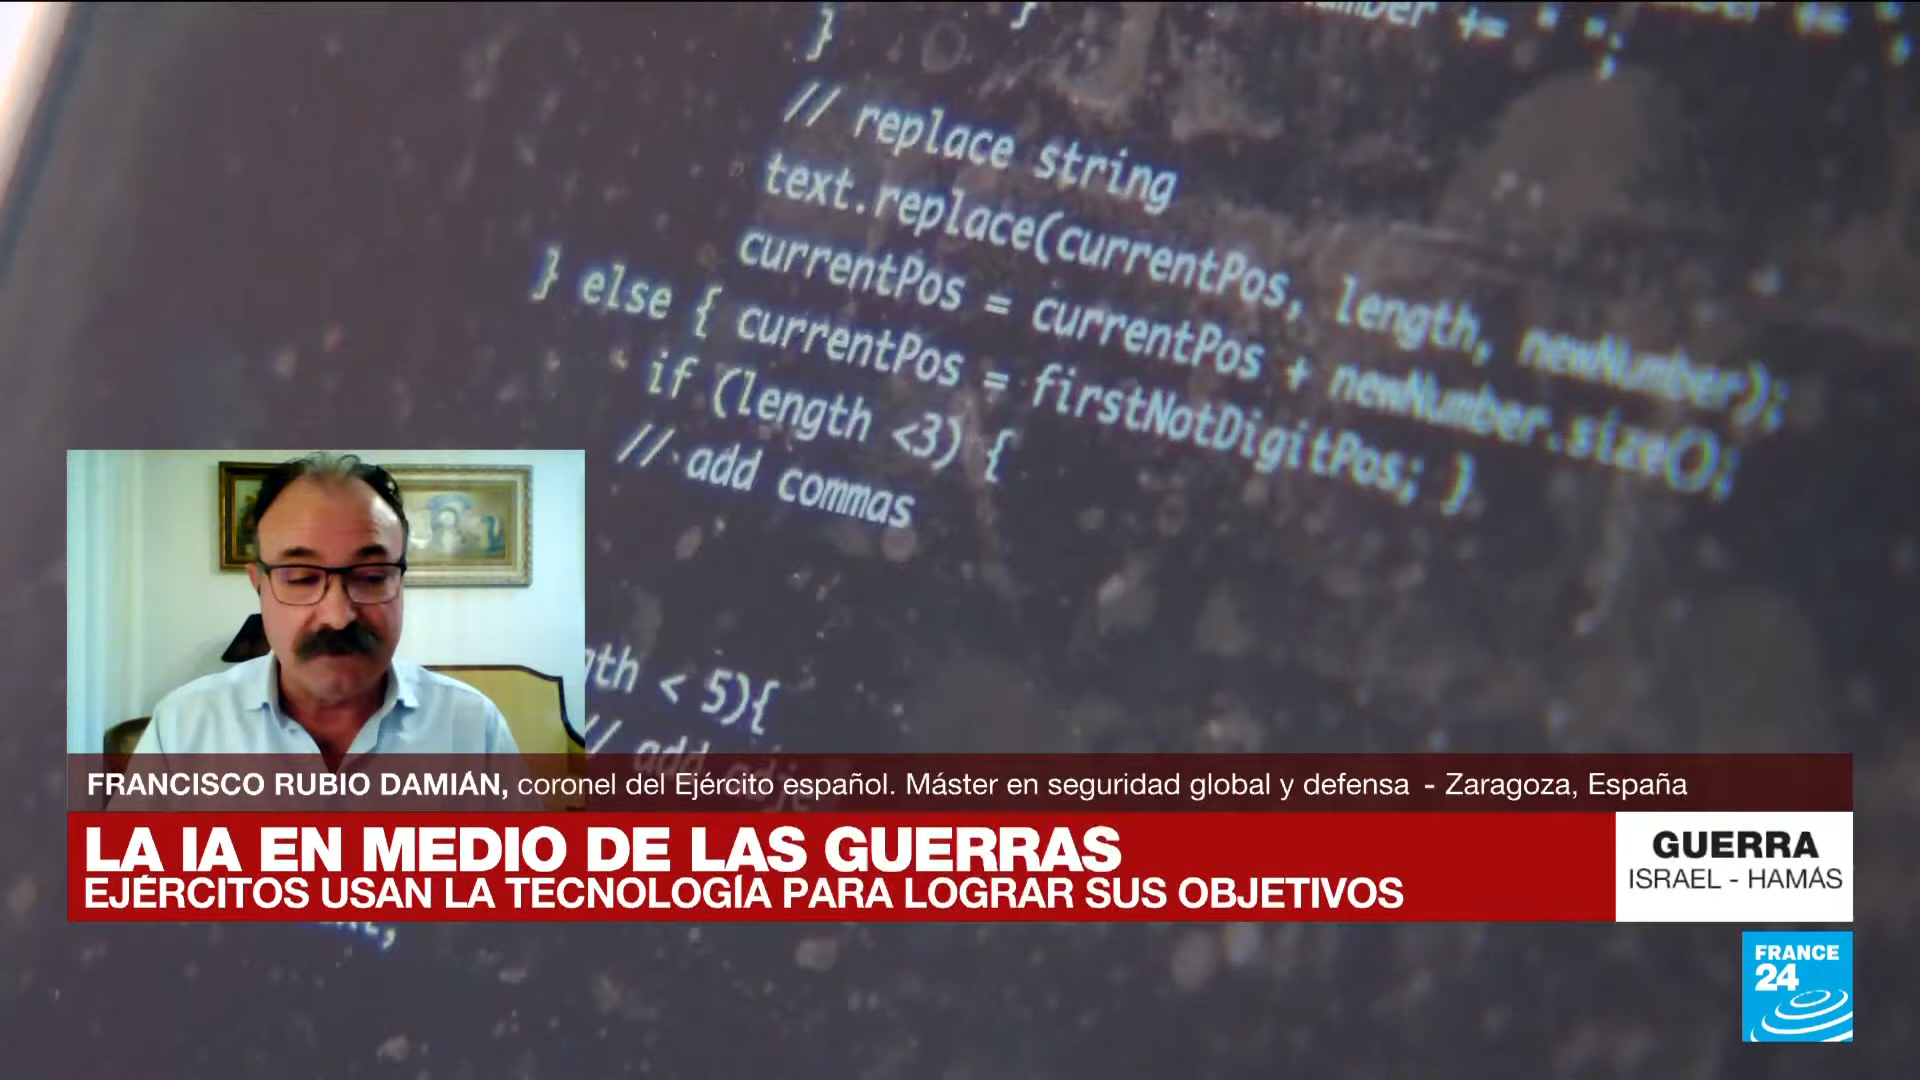 }
}
+= " ";
+= " ";
// replace string
text.replace(currentPos, length, newNumber);
currentPos = currentPos + newNumber.size();
} else { currentPos = firstNotDigitPos; }
if (length <3) {
// add commas
th < 5){
// add
FRANCISCO RUBIO DAMIÁN, coronel del Ejército español. Máster en seguridad global y defensa - Zaragoza, España
LA IA EN MEDIO DE LAS GUERRAS
EJÉRCITOS USAN LA TECNOLOGÍA PARA LOGRAR SUS OBJETIVOS
GUERRA
ISRAEL - HAMÁS
FRANCE
24